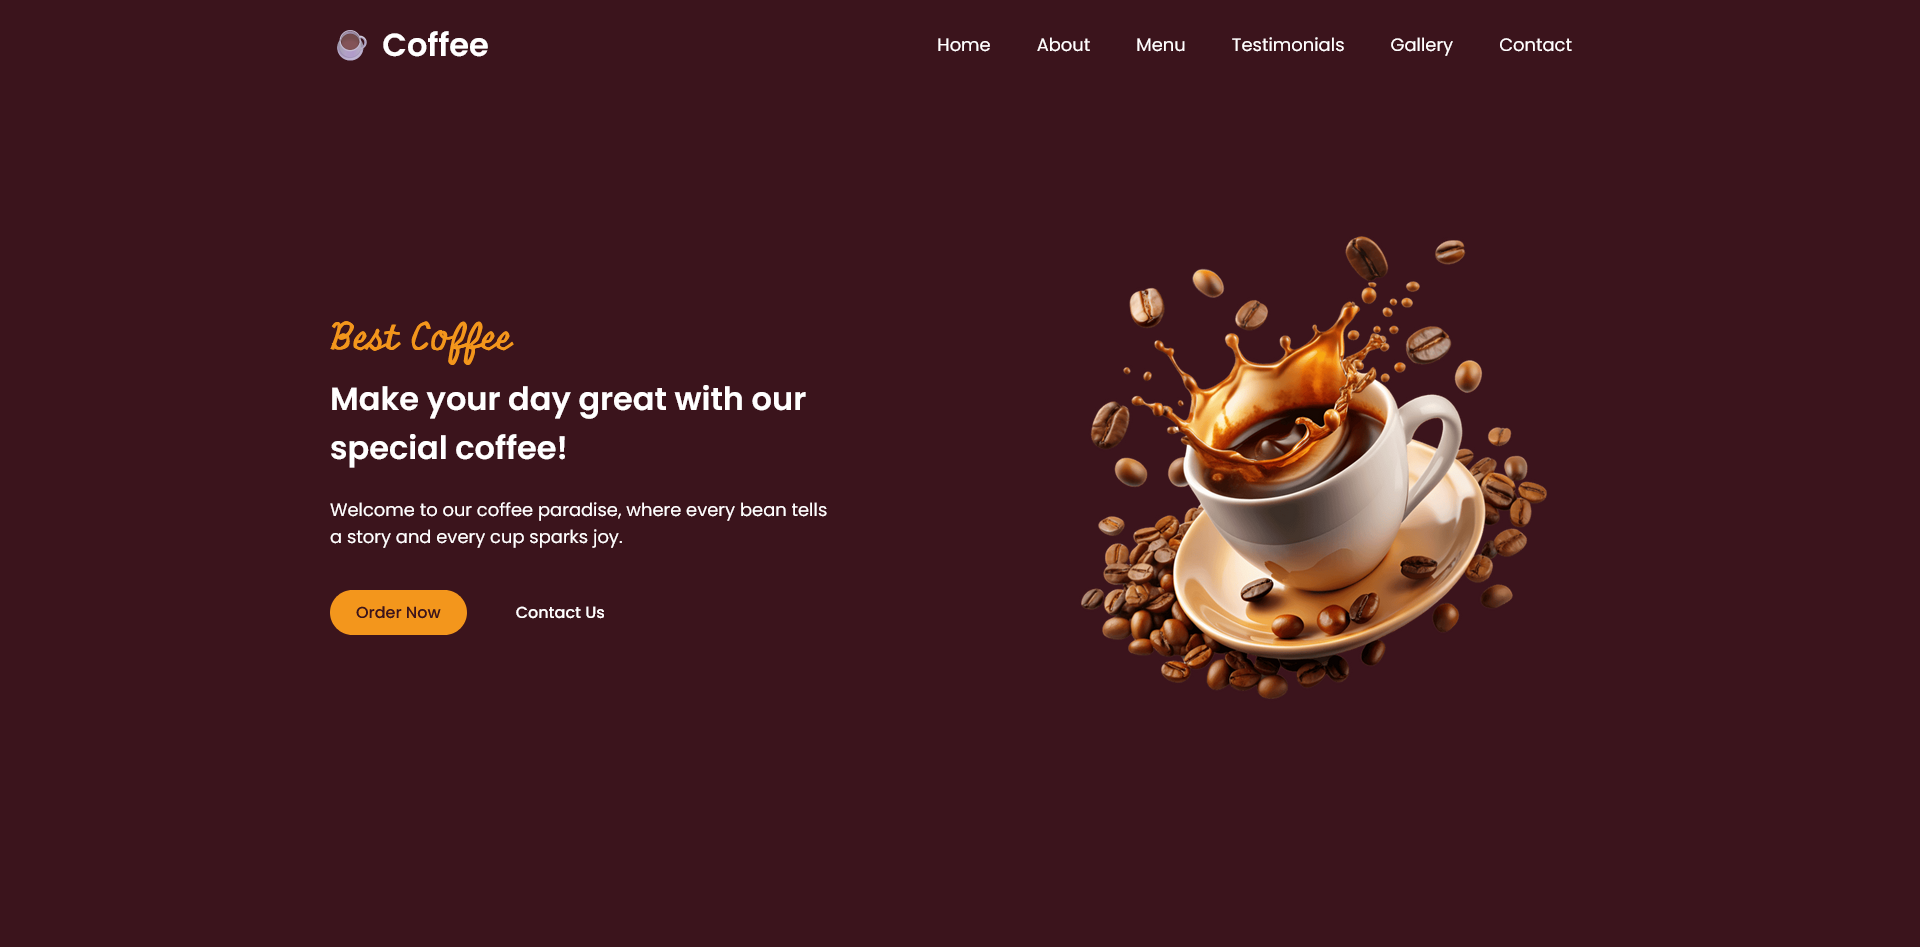 Coffee
Home About Menu Testimonials Gallery Contact
Best Coffee
Make your day great with our
special coffee!
Welcome to our coffee paradise, where every bean tells
a story and every cup sparks joy.
Order Now Contact Us